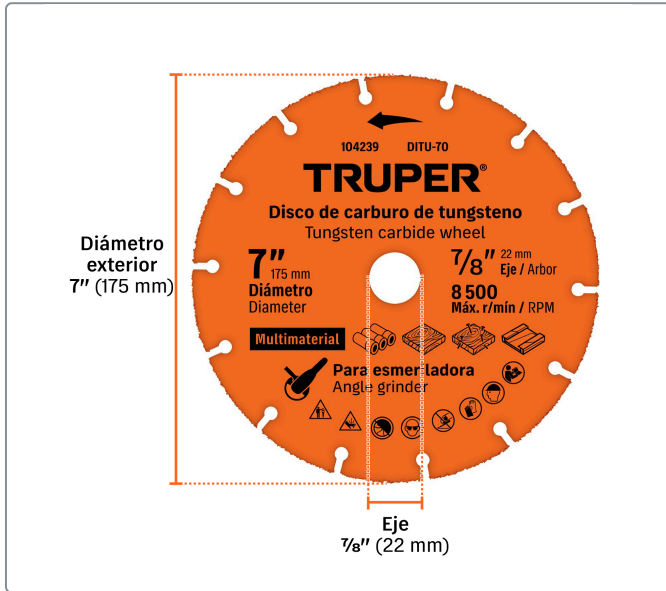 104239 DITU-70
TRUPER®
Disco de carburo de tungsteno
Tungsten carbide wheel
7" 175 mm
Diámetro
Diameter
7/8" 22 mm
Eje / Arbor
8 500
Máx. r/mín / RPM
Multimaterial
Para esmeriladora
Angle grinder
Diámetro
exterior
7" (175 mm)
Eje
7/8" (22 mm)